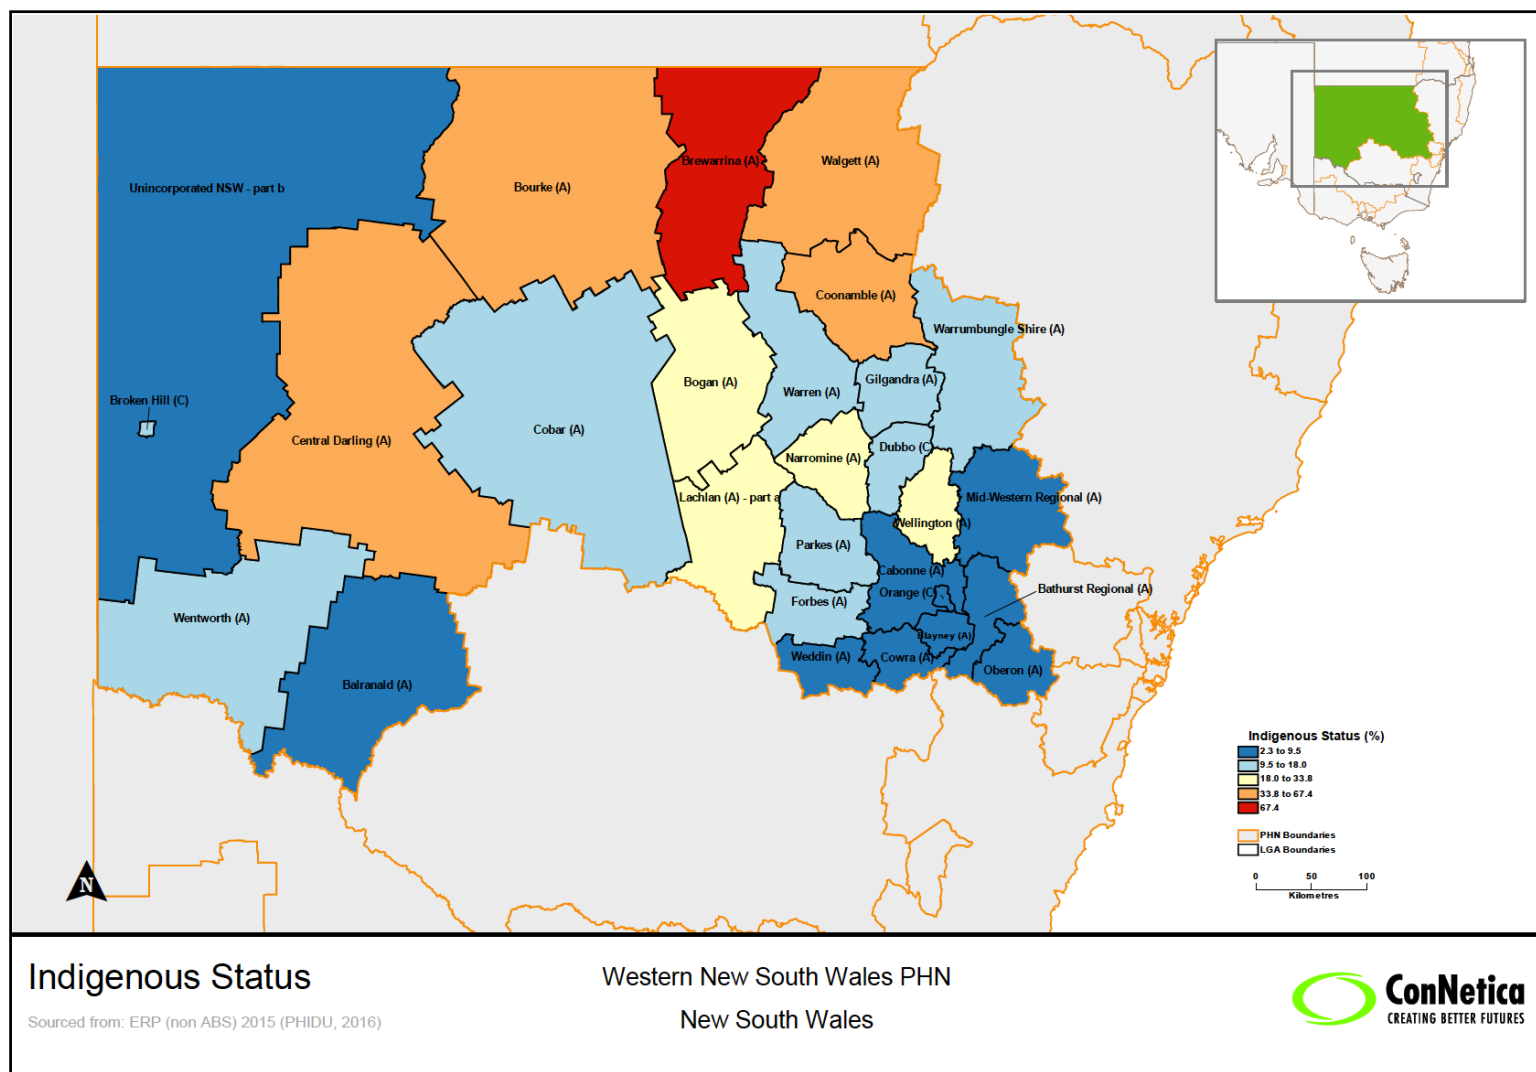 Unincorporated NSW - part b
Bourke (A)
Brewarrina (A)
Walgett (A)
Coonamble (A)
Warrumbungle Shire (A)
Broken Hill (C)
Central Darling (A)
Cobar (A)
Bogan (A)
Warren (A)
Gilgandra (A)
Dubbo (C)
Narromine (A)
Lachlan (A) - part a
Mid-Western Regional (A)
Wellington (A)
Parkes (A)
Cabonne (A)
Orange (C)
Bathurst Regional (A)
Forbes (A)
Wentworth (A)
Blayney (A)
Weddin (A)
Cowra (A)
Oberon (A)
Balranald (A)
Indigenous Status (%)
2.3 to 9.5
9.5 to 18.0
18.0 to 33.8
33.8 to 67.4
67.4
PHN Boundaries
LGA Boundaries
0 50 100
Kilometres
N
Indigenous Status
Sourced from: ERP (non ABS) 2015 (PHIDU, 2016)
Western New South Wales PHN
New South Wales
ConNetica
CREATING BETTER FUTURES